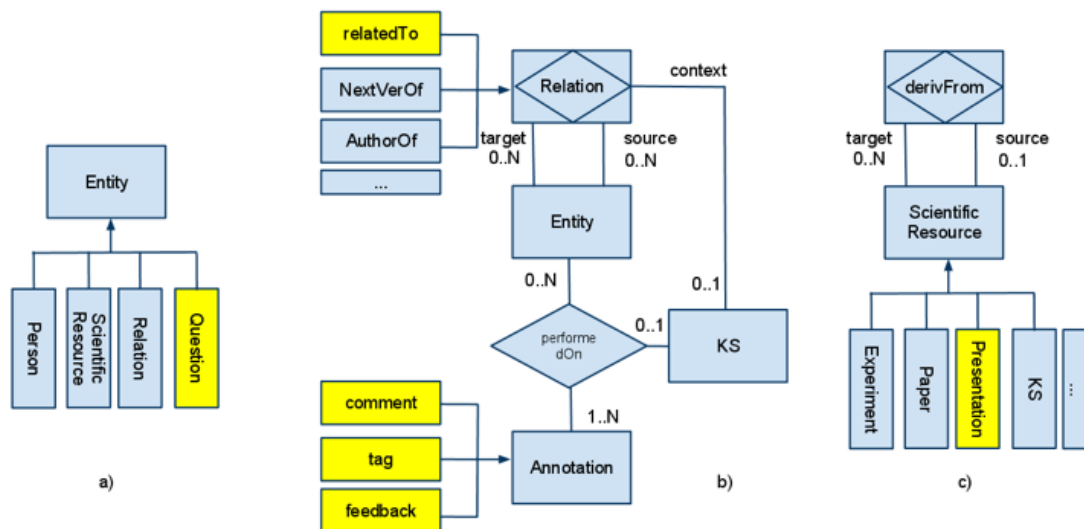 Entity
Person
Scientific
Resource
Relation
Question
a)
relatedTo
NextVerOf
AuthorOf
...
Relation
context
target
0..N
source
0..N
Entity
0..N
0..1
0..1
performe
dOn
KS
1..N
comment
tag
feedback
Annotation
b)
derivFrom
target
0..N
source
0..1
Scientific
Resource
Experiment
Paper
Presentation
KS
...
c)